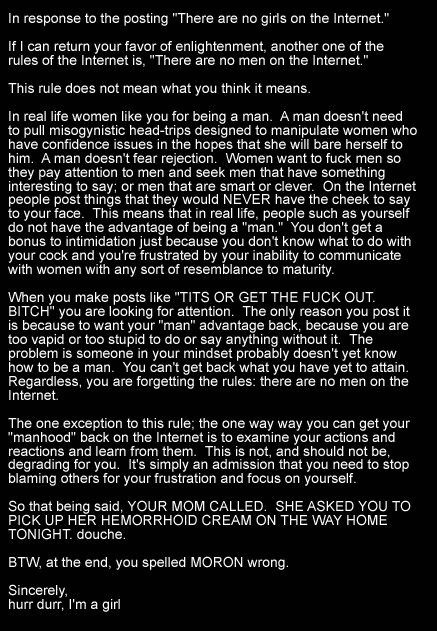 In response to the posting "There are no girls on the Internet."
If I can return your favor of enlightenment, another one of the
rules of the Internet is, "There are no men on the Internet."
This rule does not mean what you think it means.
In real life women like you for being a man.  A man doesn't need
to pull misogynistic head-trips designed to manipulate women who
have confidence issues in the hopes that she will bare herself to
him.  A man doesn't fear rejection.  Women want to fuck men so
they pay attention to men and seek men that have something
interesting to say; or men that are smart or clever.  On the Internet
people post things that they would NEVER have the cheek to say
to your face.  This means that in real life, people such as yourself
do not have the advantage of being a "man."  You don't get a
bonus to intimidation just because you don't know what to do with
your cock and you're frustrated by your inability to communicate
with women with any sort of resemblance to maturity.
When you make posts like "TITS OR GET THE FUCK OUT.
BITCH" you are looking for attention.  The only reason you post it
is because to want your "man" advantage back, because you are
too vapid or too stupid to do or say anything without it.  The
problem is someone in your mindset probably doesn't yet know
how to be a man.  You can't get back what you have yet to attain.
Regardless, you are forgetting the rules: there are no men on the
Internet.
The one exception to this rule; the one way way you can get your
"manhood" back on the Internet is to examine your actions and
reactions and learn from them.  This is not, and should not be,
degrading for you.  It's simply an admission that you need to stop
blaming others for your frustration and focus on yourself.
So that being said, YOUR MOM CALLED.  SHE ASKED YOU TO
PICK UP HER HEMORRHOID CREAM ON THE WAY HOME
TONIGHT. douche.
BTW, at the end, you spelled MORON wrong.
Sincerely,
hurr durr, I'm a girl